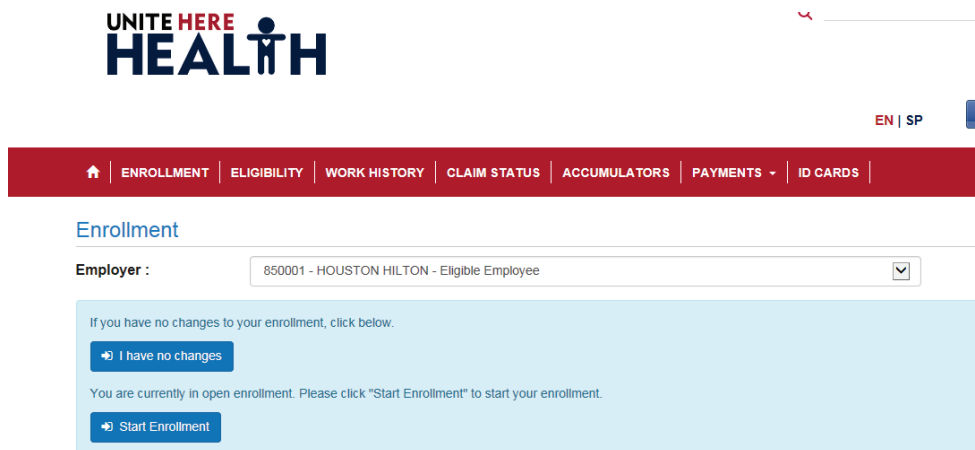 UNITE HERE
HEALTH
EN | SP
ENROLLMENT | ELIGIBILITY | WORK HISTORY | CLAIM STATUS | ACCUMULATORS | PAYMENTS | ID CARDS |
Enrollment
Employer : 850001 - HOUSTON HILTON - Eligible Employee
If you have no changes to your enrollment, click below.
I have no changes
You are currently in open enrollment. Please click "Start Enrollment" to start your enrollment.
Start Enrollment